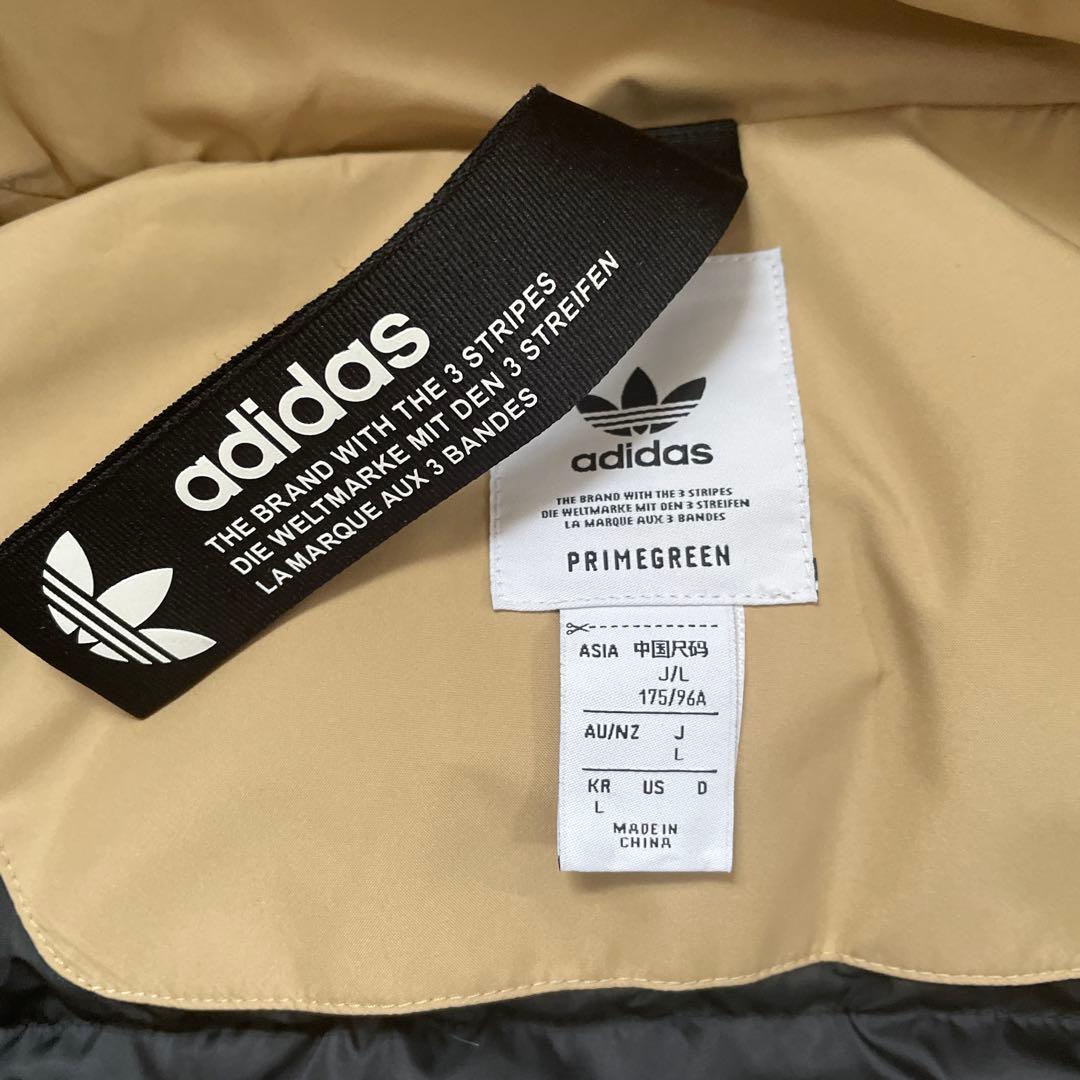 adidas
THE BRAND WITH THE 3 STRIPES
DIE WELTMARKE MIT DEN 3 STREIFEN
LA MARQUE AUX 3 BANDES
adidas
THE BRAND WITH THE 3 STRIPES
DIE WELTMARKE MIT DEN 3 STREIFEN
LA MARQUE AUX 3 BANDES
PRIMEGREEN
ASIA 中国尺码
J/L
175/96A
AU/NZ J
L
KR US D
L
MADE IN
CHINA